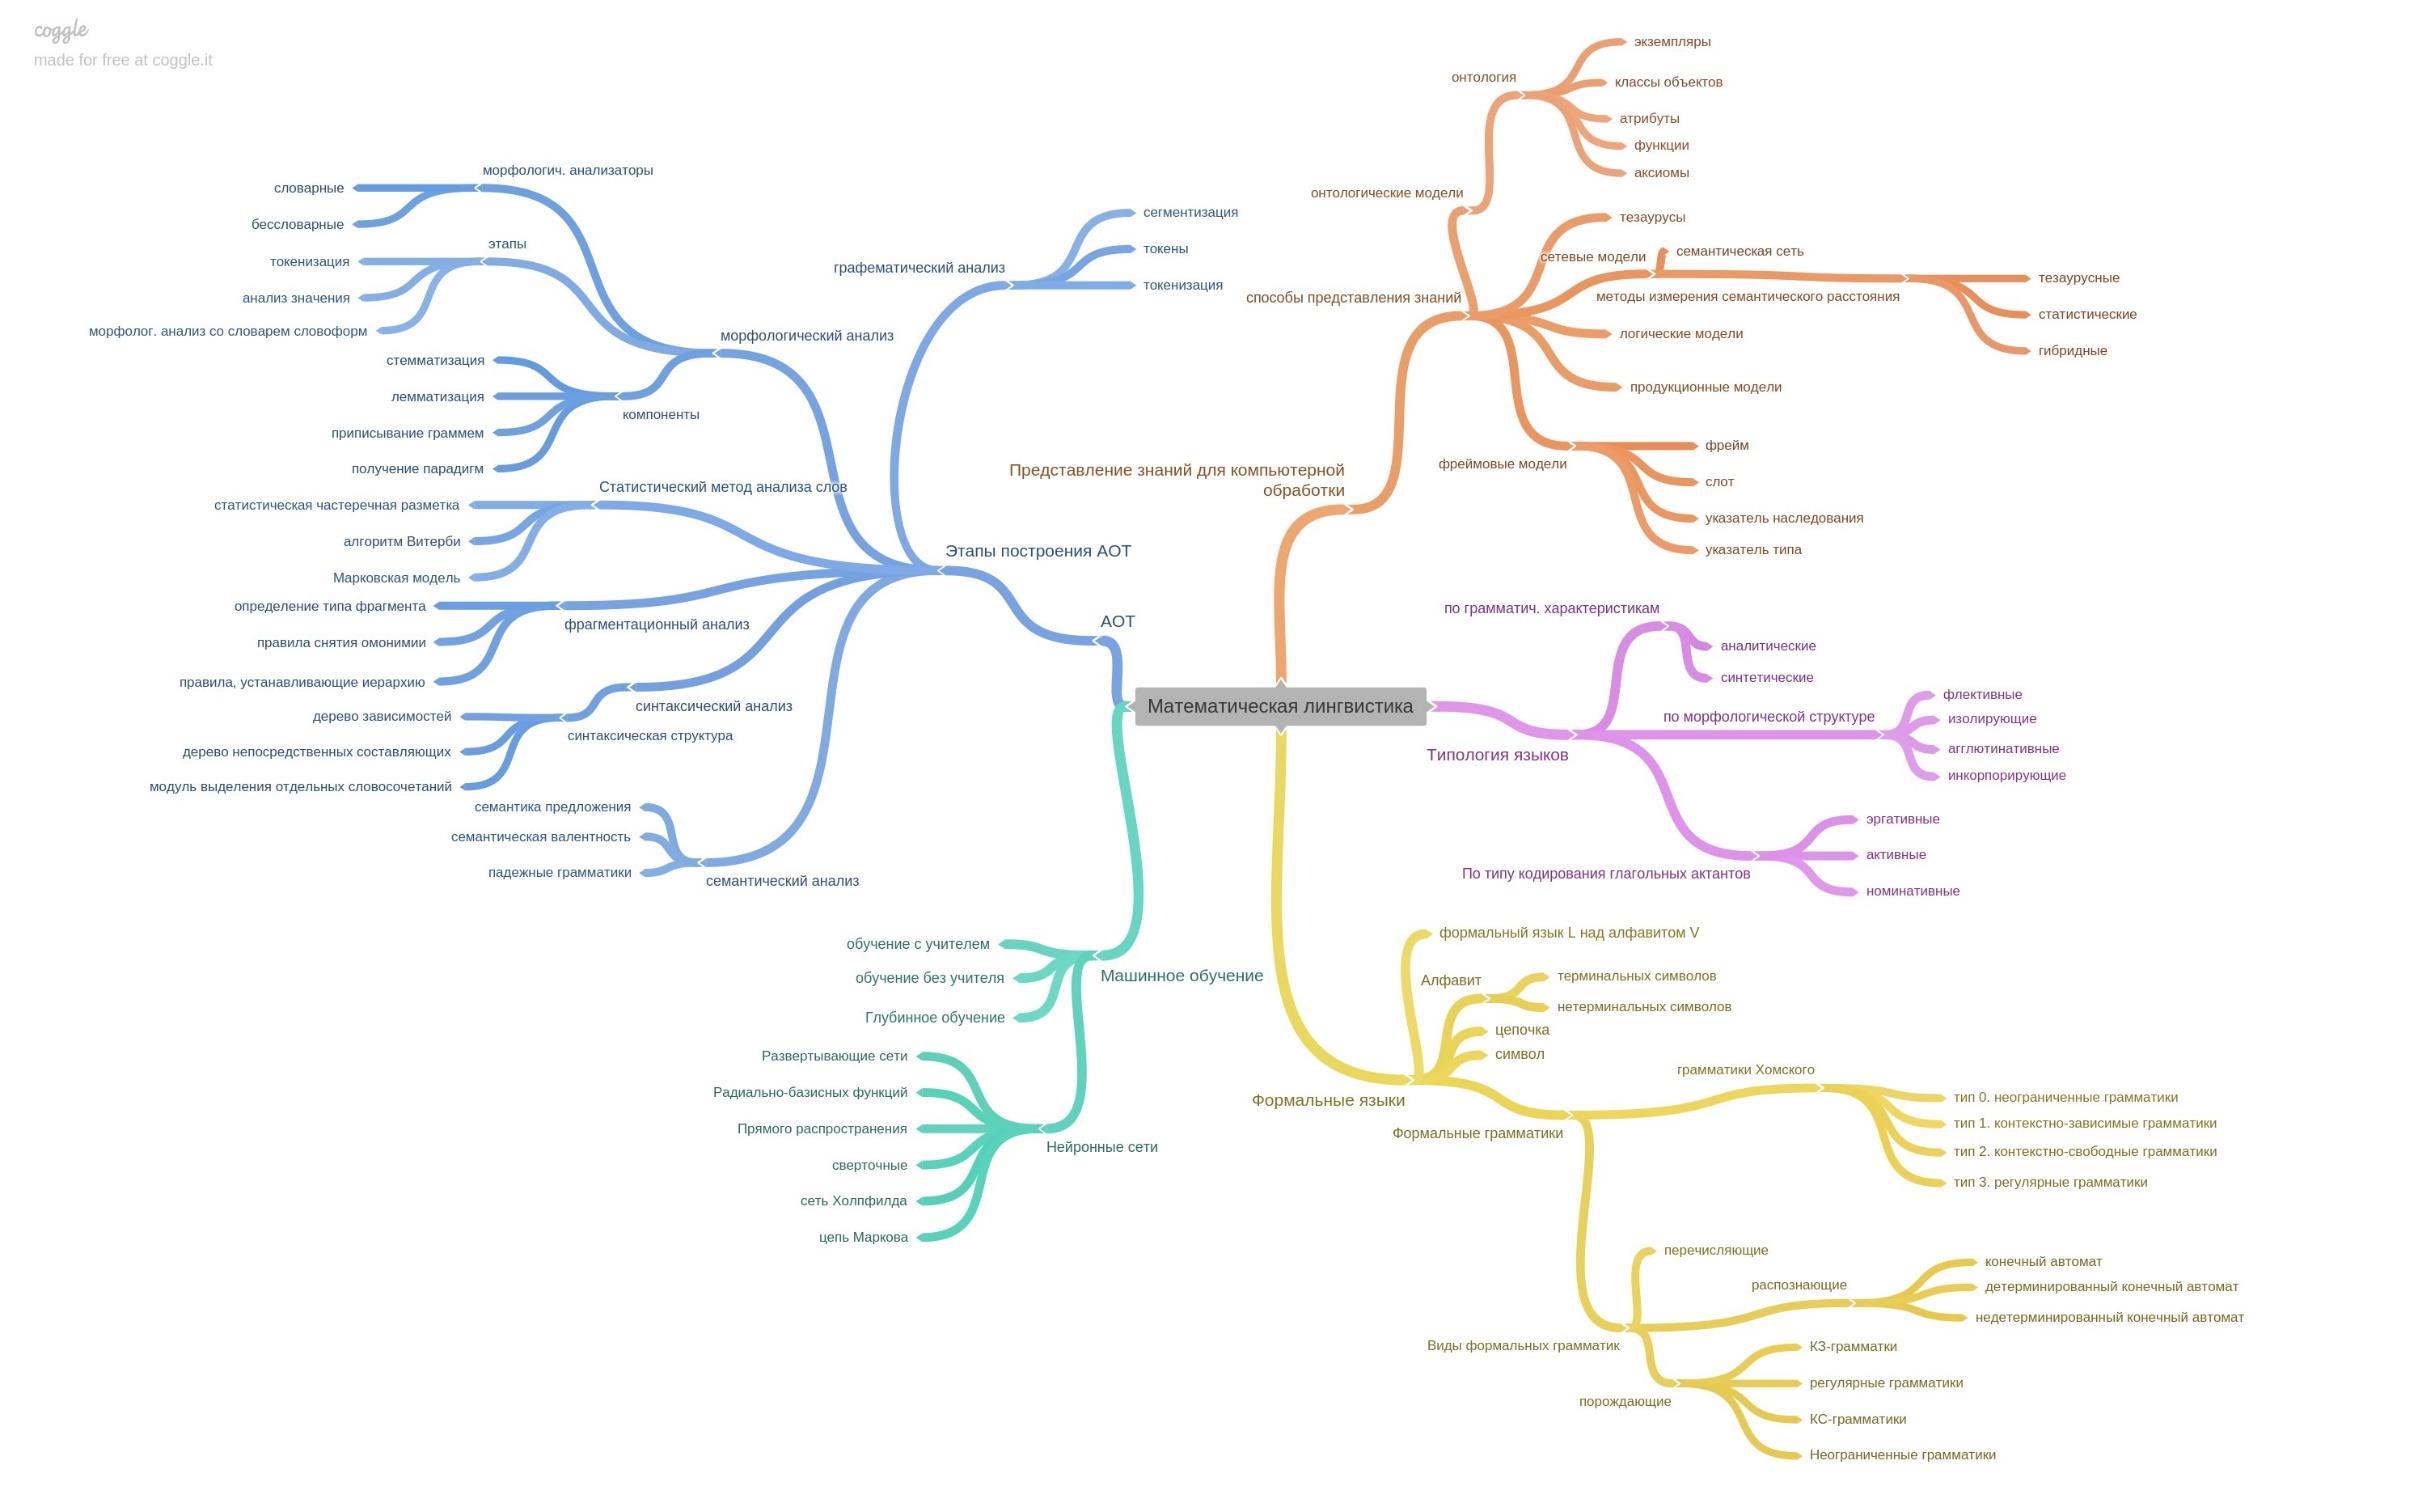 coggle
made for free at coggle.it
Математическая лингвистика
АОТ
Этапы построения АОТ
графематический анализ
сегментизация
токены
токенизация
морфологический анализ
морфологич. анализаторы
словарные
бессловарные
этапы
токенизация
анализ значения
морфолог. анализ со словарем словоформ
компоненты
стемматизация
лемматизация
приписывание граммем
получение парадигм
Статистический метод анализа слов
статистическая частеречная разметка
алгоритм Витерби
Марковская модель
фрагментационный анализ
определение типа фрагмента
правила снятия омонимии
правила, устанавливающие иерархию
синтаксический анализ
синтаксическая структура
дерево зависимостей
дерево непосредственных составляющих
модуль выделения отдельных словосочетаний
семантический анализ
семантика предложения
семантическая валентность
падежные грамматики
Машинное обучение
обучение с учителем
обучение без учителя
Глубинное обучение
Нейронные сети
Развертывающие сети
Радиально-базисных функций
Прямого распространения
сверточные
сеть Холпфилда
цепь Маркова
Представление знаний для компьютерной
обработки
способы представления знаний
онтологические модели
онтология
экземпляры
классы объектов
атрибуты
функции
аксиомы
тезаурусы
сетевые модели
семантическая сеть
методы измерения семантического расстояния
тезаурусные
статистические
гибридные
логические модели
продукционные модели
фреймовые модели
фрейм
слот
указатель наследования
указатель типа
Типология языков
по грамматич. характеристикам
аналитические
синтетические
по морфологической структуре
флективные
изолирующие
агглютинативные
инкорпорирующие
По типу кодирования глагольных актантов
эргативные
активные
номинативные
Формальные языки
формальный язык L над алфавитом V
Алфавит
терминальных символов
нетерминальных символов
цепочка
символ
Формальные грамматики
грамматики Хомского
тип 0. неограниченные грамматики
тип 1. контекстно-зависимые грамматики
тип 2. контекстно-свободные грамматики
тип 3. регулярные грамматики
Виды формальных грамматик
перечисляющие
распознающие
конечный автомат
детерминированный конечный автомат
недетерминированный конечный автомат
порождающие
КЗ-грамматки
регулярные грамматики
КС-грамматики
Неограниченные грамматики